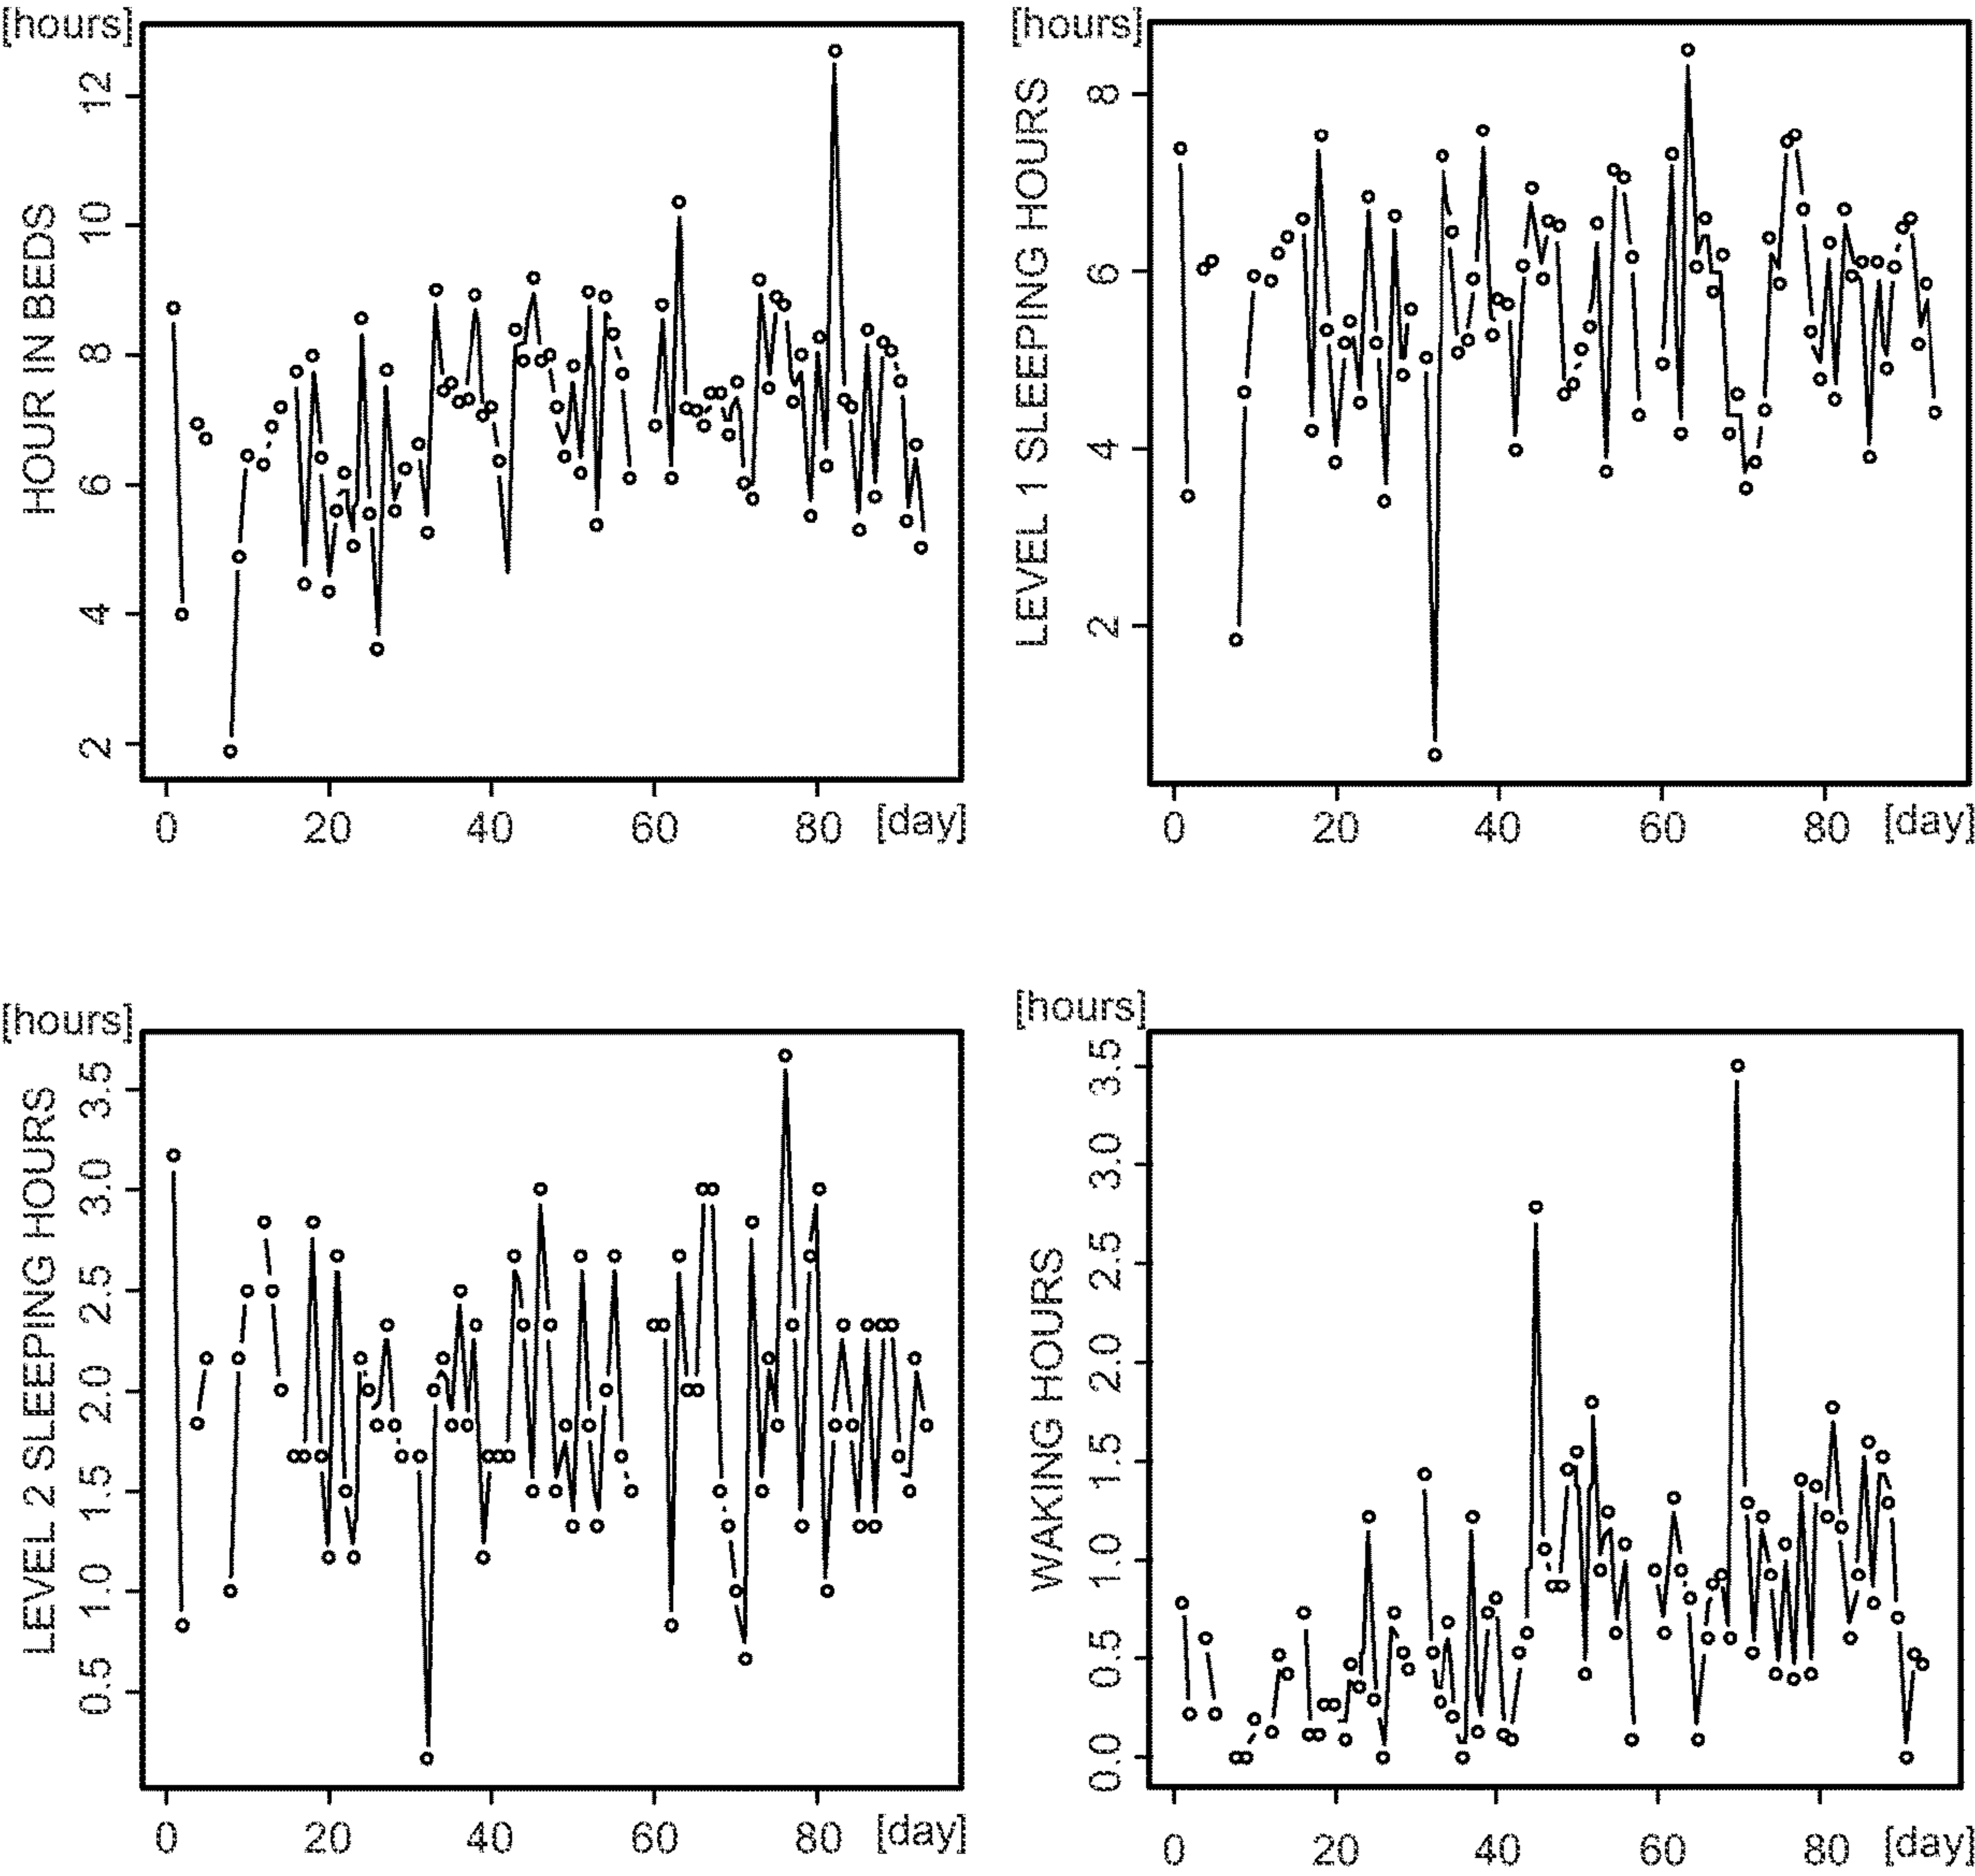 [hours]
HOUR IN BEDS
12
10
8
6
4
2
0 20 40 60 80 [day]
[hours]
LEVEL 1 SLEEPING HOURS
8
6
4
2
0 20 40 60 80 [day]
[hours]
LEVEL 2 SLEEPING HOURS
3.5
3.0
2.5
2.0
1.5
1.0
0.5
0 20 40 60 80 [day]
[hours]
WAKING HOURS
3.5
3.0
2.5
2.0
1.5
1.0
0.5
0.0
0 20 40 60 80 [day]